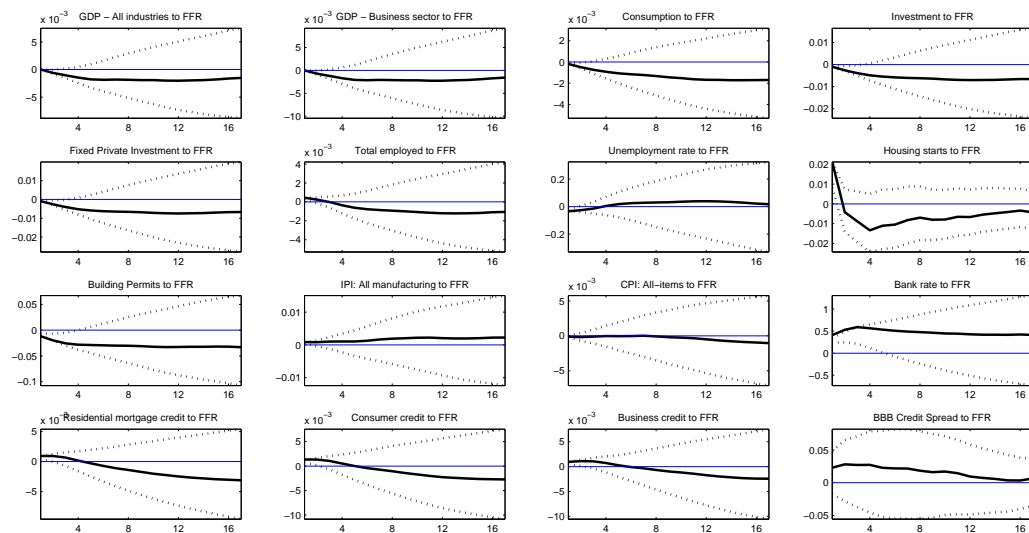 x 10⁻³ GDP – All industries to FFR
5
0
−5
4 8 12 16
x 10⁻³ GDP – Business sector to FFR
5
0
−5
−10
4 8 12 16
x 10⁻³ Consumption to FFR
2
0
−2
−4
4 8 12 16
Investment to FFR
0.01
0
−0.01
−0.02
4 8 12 16
Fixed Private Investment to FFR
0.01
0
−0.01
−0.02
4 8 12 16
x 10⁻³ Total employed to FFR
4
2
0
−2
−4
4 8 12 16
Unemployment rate to FFR
0.2
0
−0.2
4 8 12 16
Housing starts to FFR
0.02
0.01
0
−0.01
−0.02
4 8 12 16
Building Permits to FFR
0.05
0
−0.05
−0.1
4 8 12 16
IPI: All manufacturing to FFR
0.01
0
−0.01
4 8 12 16
x 10⁻³ CPI: All−items to FFR
5
0
−5
4 8 12 16
Bank rate to FFR
1
0.5
0
−0.5
4 8 12 16
x 10⁻³ Residential mortgage credit to FFR
5
0
−5
4 8 12 16
x 10⁻³ Consumer credit to FFR
5
0
−5
−10
4 8 12 16
x 10⁻³ Business credit to FFR
5
0
−5
−10
4 8 12 16
BBB Credit Spread to FFR
0.05
0
−0.05
4 8 12 16